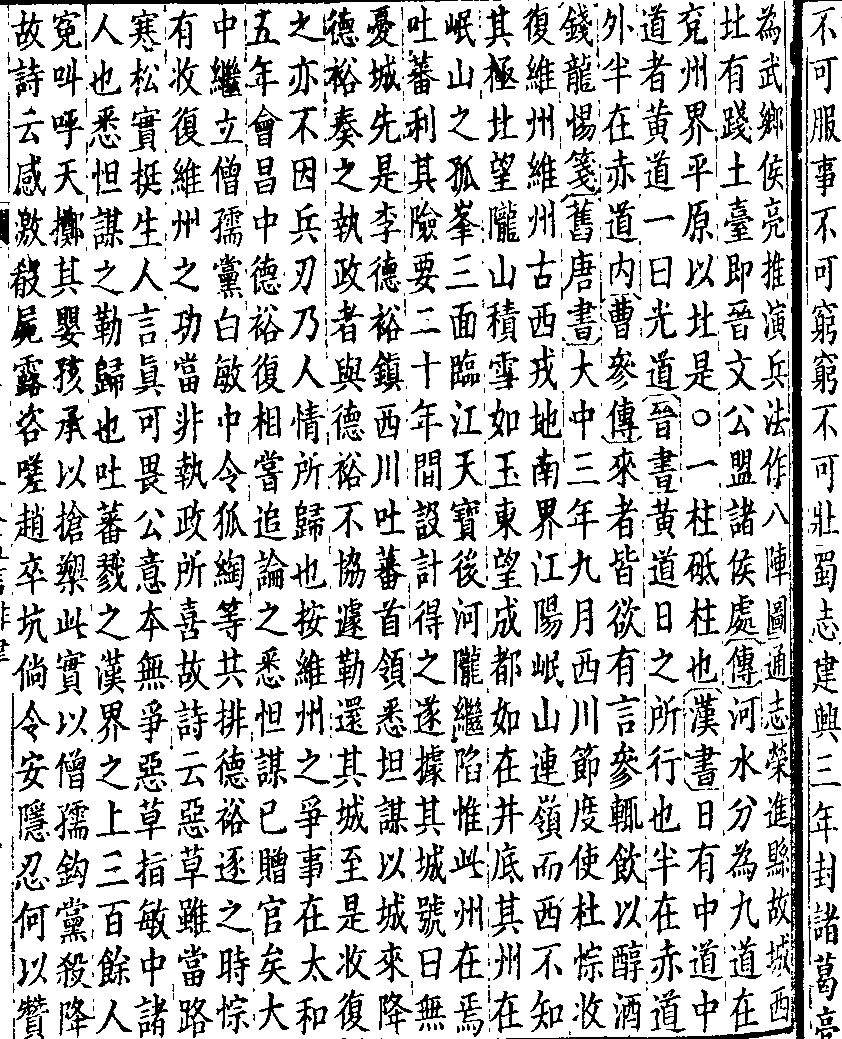 不可服事不可窮窮不可壯蜀志建興三年封諸葛亮
為武鄉侯亮推演兵法作八陣圖通志榮進縣故城西
北有踐土臺即晉文公盟諸侯處傳河水分為九道在
兗州界平原以北是○一柱砥柱也漢書日有中道中
道者黃道一曰光道晉書黃道日之所行也半在赤道
外半在赤道內曹參傳來者皆欲有言參輒飲以醇酒
錢龍惕箋舊唐書大中三年九月西川節度使杜悰收
復維州維州古西戎地南界江陽岷山連嶺而西不知
其極北望隴山積雪如玉東望成都如在井底其州在
岷山之孤峯三面臨江天寶後河隴繼陷惟此州在焉
吐蕃利其險要二十年間設計得之遂據其城號曰無
憂城先是李德裕鎮西川吐蕃首領悉怛謀以城來降
德裕奏之執政者與德裕不協遽勒還其城至是收復
之亦不因兵刃乃人情所歸也按維州之爭事在太和
五年會昌中德裕復相嘗追論之悉怛謀已贈官矣大
中繼立僧孺黨白敏中令狐綯等共排德裕逐之時悰
有收復維州之功當非執政所喜故詩云惡草雖當路
寒松實挺生人言真可畏公意本無爭惡草指敏中諸
人也悉怛謀之勒歸也吐蕃戮之漢界之上三百餘人
冤叫呼天擲其嬰孩承以搶槊此實以僧孺鈎黨殺降
故詩云感激殺屍露咨嗟趙卒坑倘令安隱忍何以贊